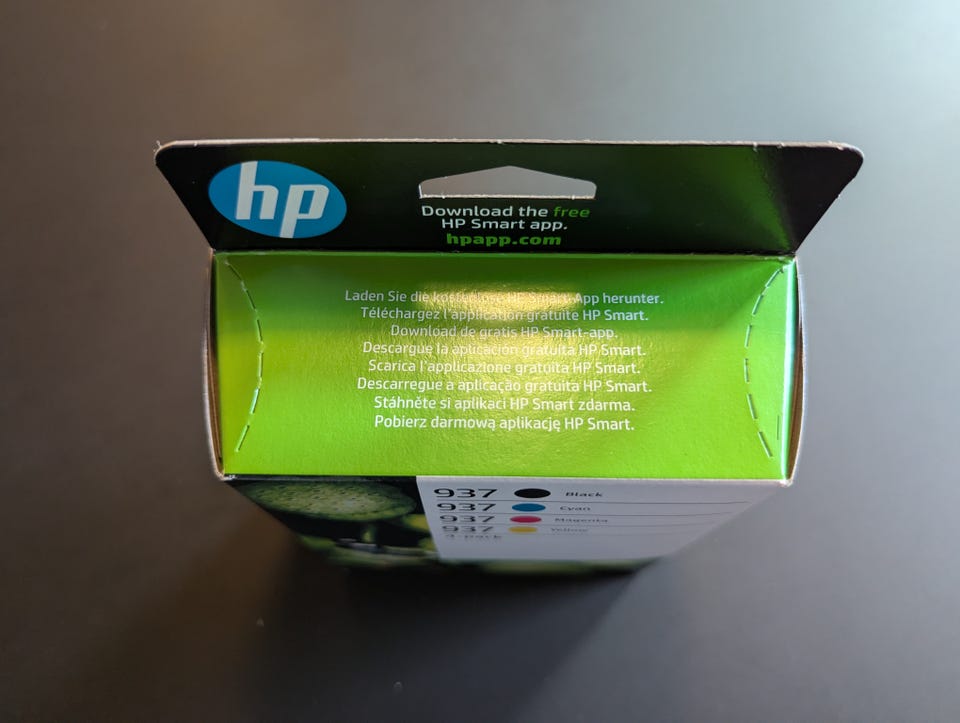 hp
Download the free
HP Smart app.
hpapp.com
Laden Sie die kostenlose HP Smart App herunter.
Téléchargez l'application gratuite HP Smart.
Download de gratis HP Smart-app.
Descargue la aplicación gratuita HP Smart.
Scarica l'applicazione gratuita HP Smart.
Descarregue a aplicação gratuita HP Smart.
Stáhněte si aplikaci HP Smart zdarma.
Pobierz darmową aplikację HP Smart.
937 Black
937 Cyan
937 Magenta
937 Yellow
4-pack